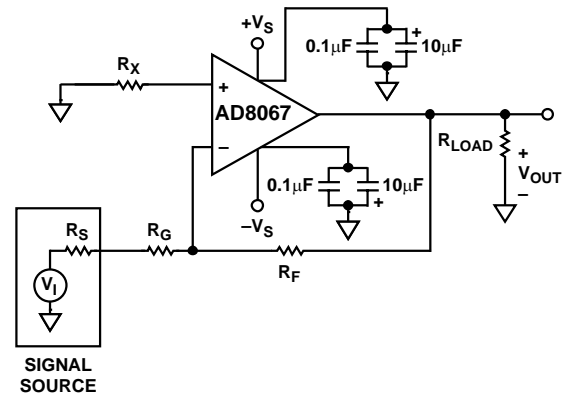 +VS
0.1μF
10μF
+
RX
+
AD8067
–
RLOAD
+
VOUT
–
0.1μF
10μF
+
–VS
RS
RG
RF
VI
SIGNAL
SOURCE